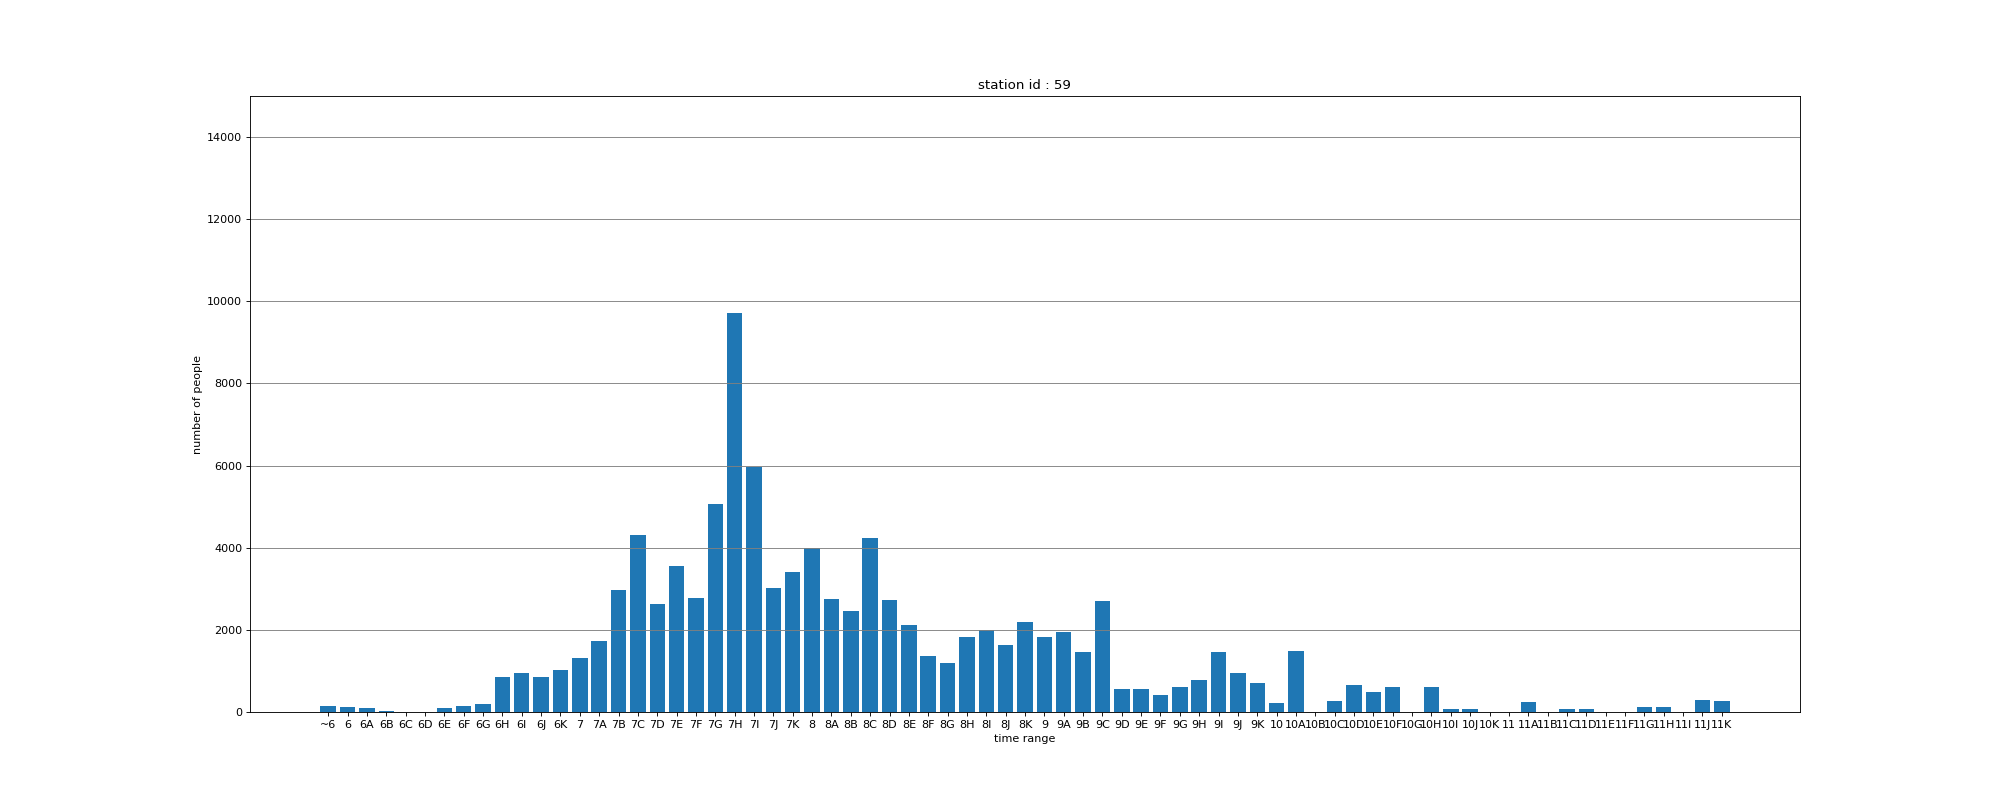 station id : 59
14000
12000
10000
8000
6000
4000
2000
0
number of people
~6 6 6A 6B 6C 6D 6E 6F 6G 6H 6I 6J 6K 7 7A 7B 7C 7D 7E 7F 7G 7H 7I 7J 7K 8 8A 8B 8C 8D 8E 8F 8G 8H 8I 8J 8K 9 9A 9B 9C 9D 9E 9F 9G 9H 9I 9J 9K 10 10A 10B 10C 10D 10E 10F 10G 10H 10I 10J 10K 11 11A 11B 11C 11D 11E 11F 11G 11H 11I 11J 11K
time range